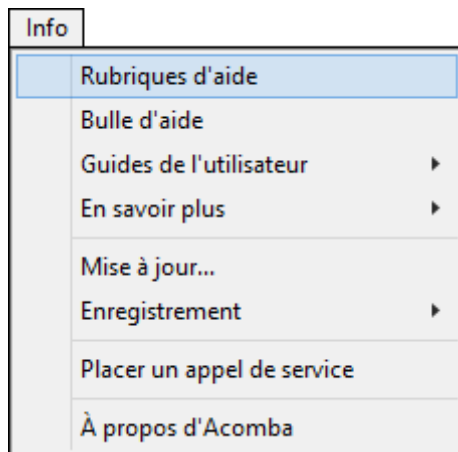 Info
Rubriques d'aide
Bulle d'aide
Guides de l'utilisateur
En savoir plus
Mise à jour...
Enregistrement
Placer un appel de service
À propos d'Acomba